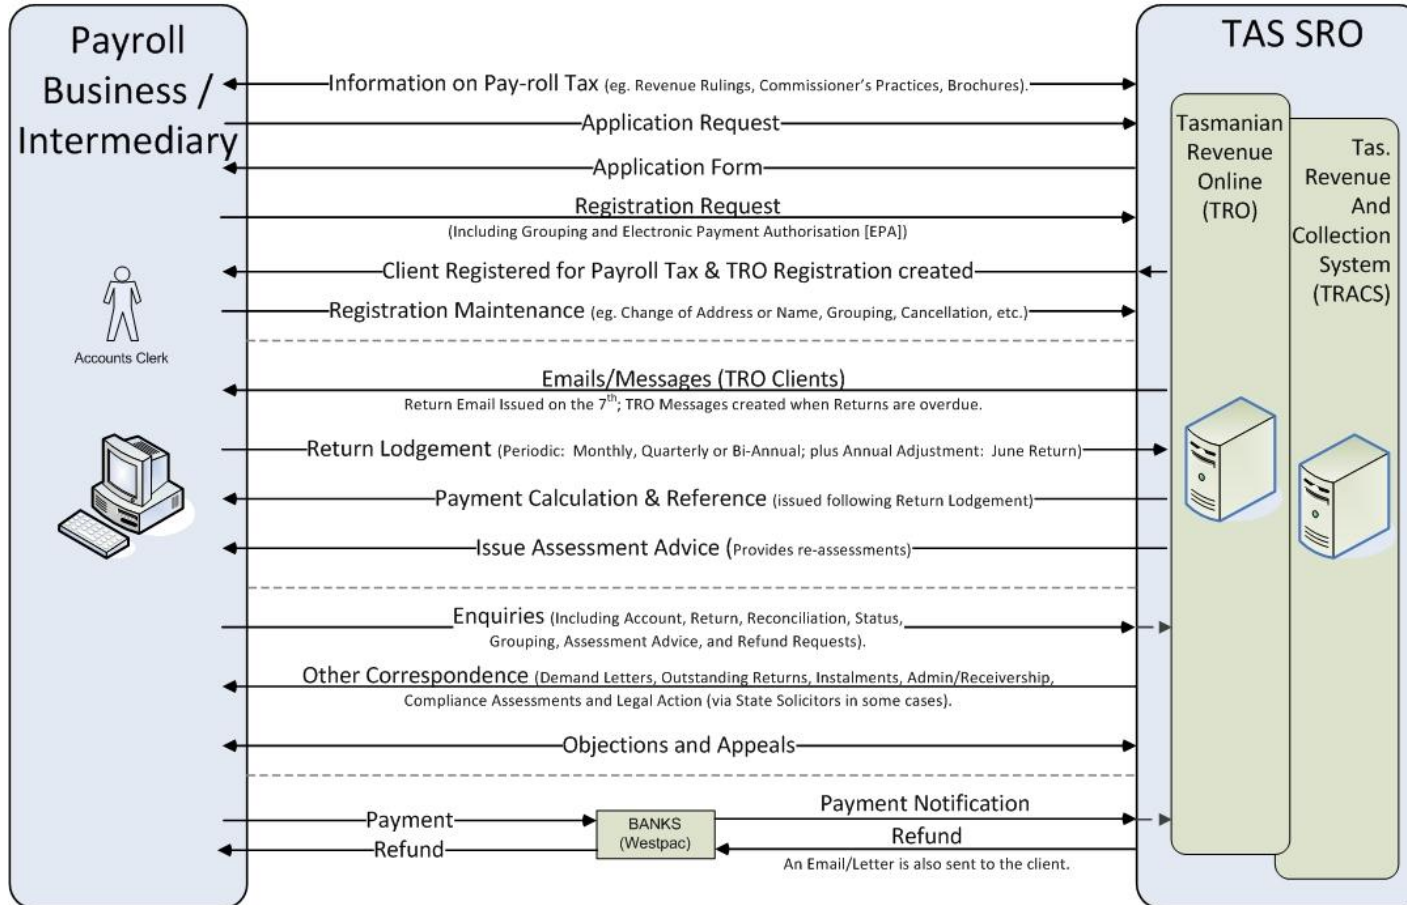 Payroll
Business /
Intermediary
TAS SRO
Information on Pay-roll Tax (eg. Revenue Rulings, Commissioner's Practices, Brochures).
Application Request
Application Form
Registration Request
(Including Grouping and Electronic Payment Authorisation [EPA])
Client Registered for Payroll Tax & TRO Registration created
Registration Maintenance (eg. Change of Address or Name, Grouping, Cancellation, etc.)
Accounts Clerk
Tasmanian
Revenue
Online
(TRO)
Tas.
Revenue
And
Collection
System
(TRACS)
Emails/Messages (TRO Clients)
Return Email Issued on the 7th; TRO Messages created when Returns are overdue.
Return Lodgement (Periodic: Monthly, Quarterly or Bi-Annual; plus Annual Adjustment: June Return)
Payment Calculation & Reference (issued following Return Lodgement)
Issue Assessment Advice (Provides re-assessments)
Enquiries (Including Account, Return, Reconciliation, Status,
Grouping, Assessment Advice, and Refund Requests).
Other Correspondence (Demand Letters, Outstanding Returns, Instalments, Admin/Receivership,
Compliance Assessments and Legal Action (via State Solicitors in some cases).
Objections and Appeals
Payment
Refund
BANKS
(Westpac)
Payment Notification
Refund
An Email/Letter is also sent to the client.